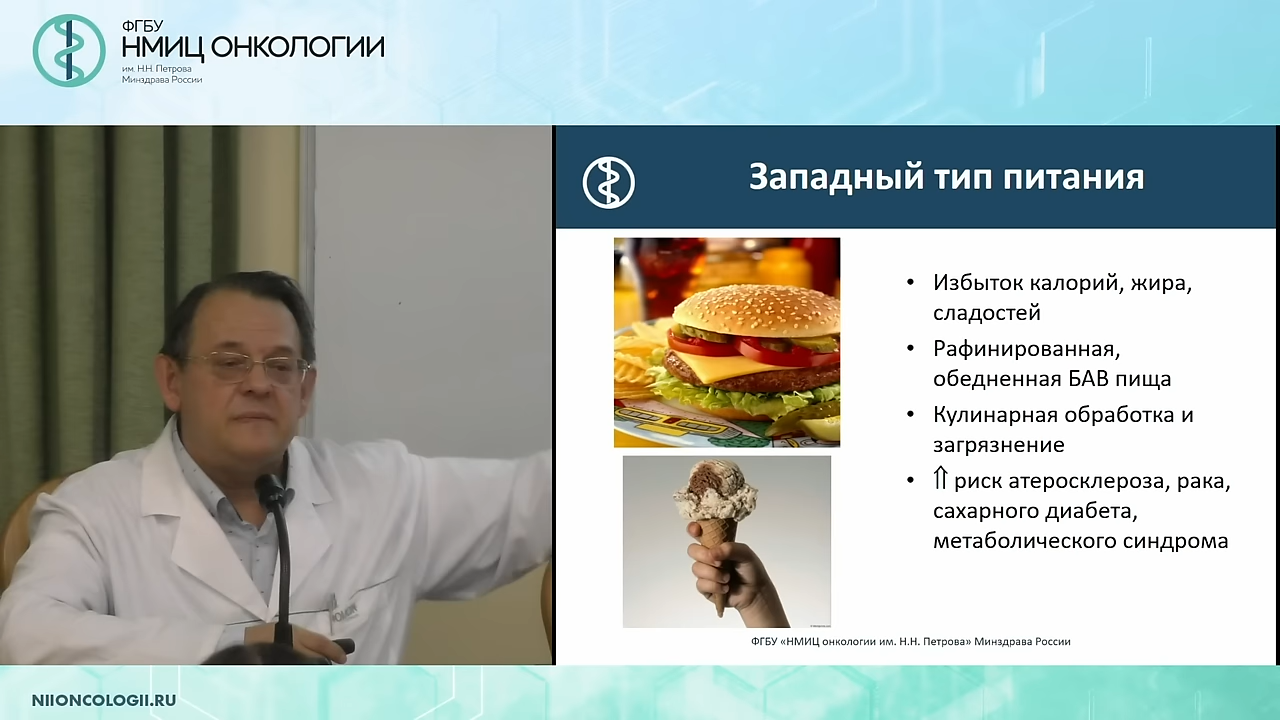 ФГБУ
НМИЦ ОНКОЛОГИИ
им. Н.Н. Петрова
Минздрава России
Западный тип питания
• Избыток калорий, жира,
сладостей
• Рафинированная,
обедненная БАВ пища
• Кулинарная обработка и
загрязнение
• ⇑ риск атеросклероза, рака,
сахарного диабета,
метаболического синдрома
ФГБУ «НМИЦ онкологии им. Н.Н. Петрова» Минздрава России
NIIONCOLOGII.RU